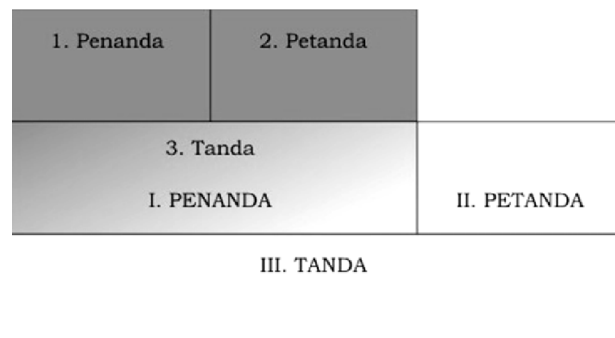 1. Penanda
2. Petanda
3. Tanda
I. PENANDA
II. PETANDA
III. TANDA